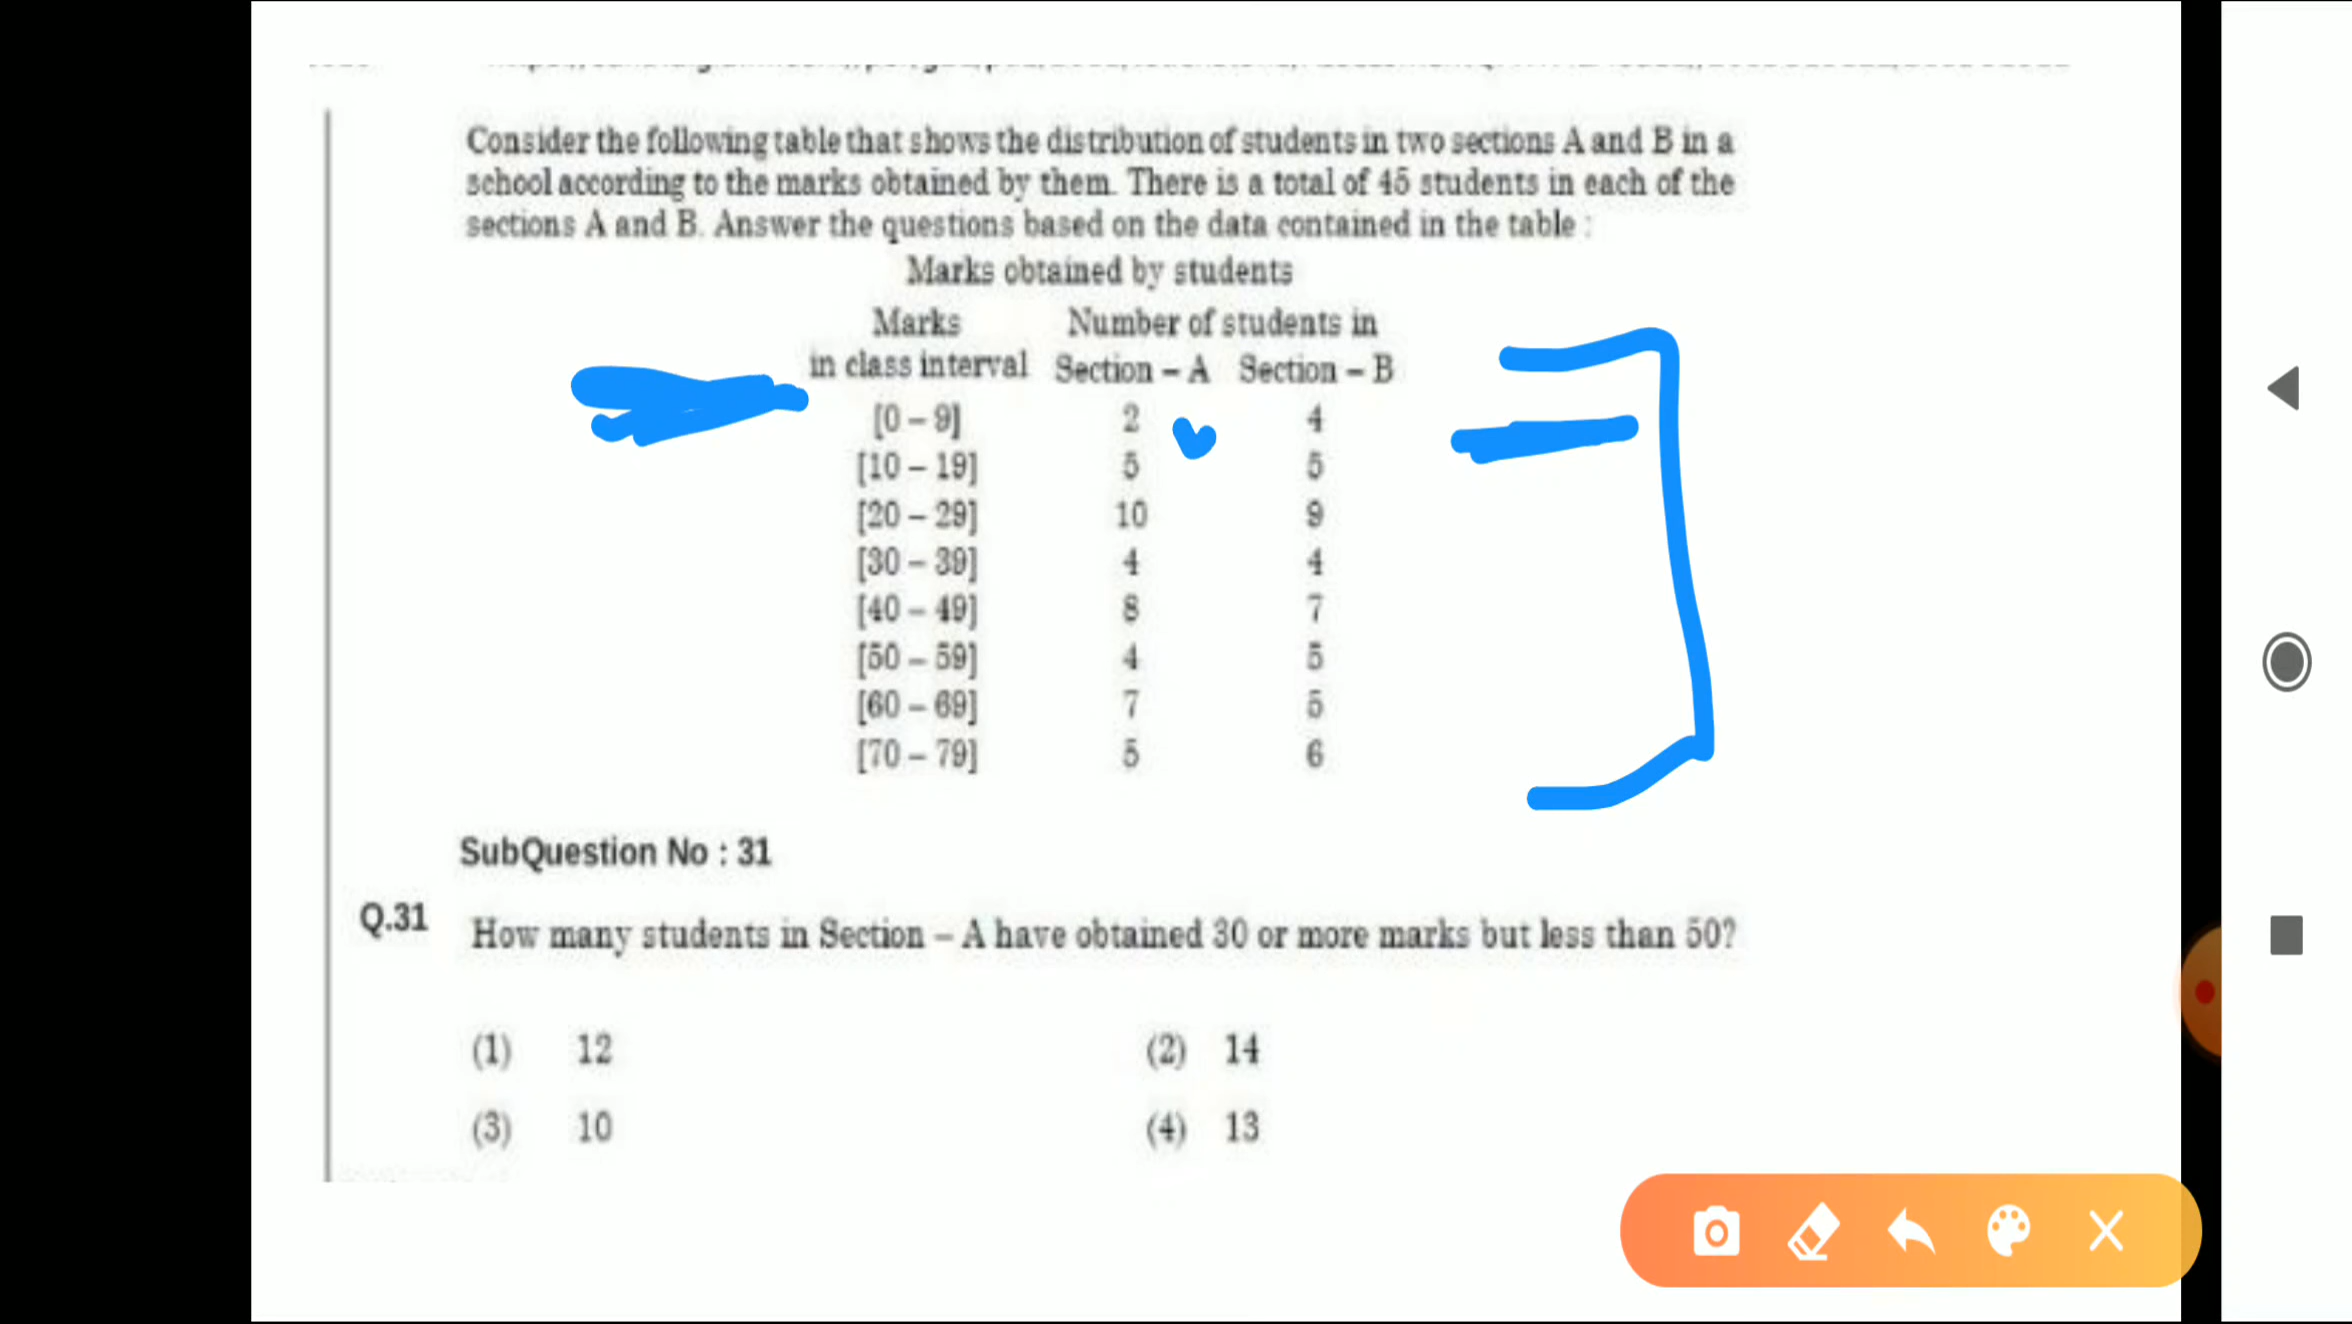 Consider the following table that shows the distribution of students in two sections A and B in a
school according to the marks obtained by them. There is a total of 45 students in each of the
sections A and B. Answer the questions based on the data contained in the table :
Marks obtained by students
Marks Number of students in
in class interval Section – A Section – B
[0 – 9] 2 4
[10 – 19] 5 5
[20 – 29] 10 9
[30 – 39] 4 4
[40 – 49] 8 7
[50 – 59] 4 5
[60 – 69] 7 5
[70 – 79] 5 6
SubQuestion No : 31
Q.31 How many students in Section – A have obtained 30 or more marks but less than 50?
(1) 12 (2) 14
(3) 10 (4) 13